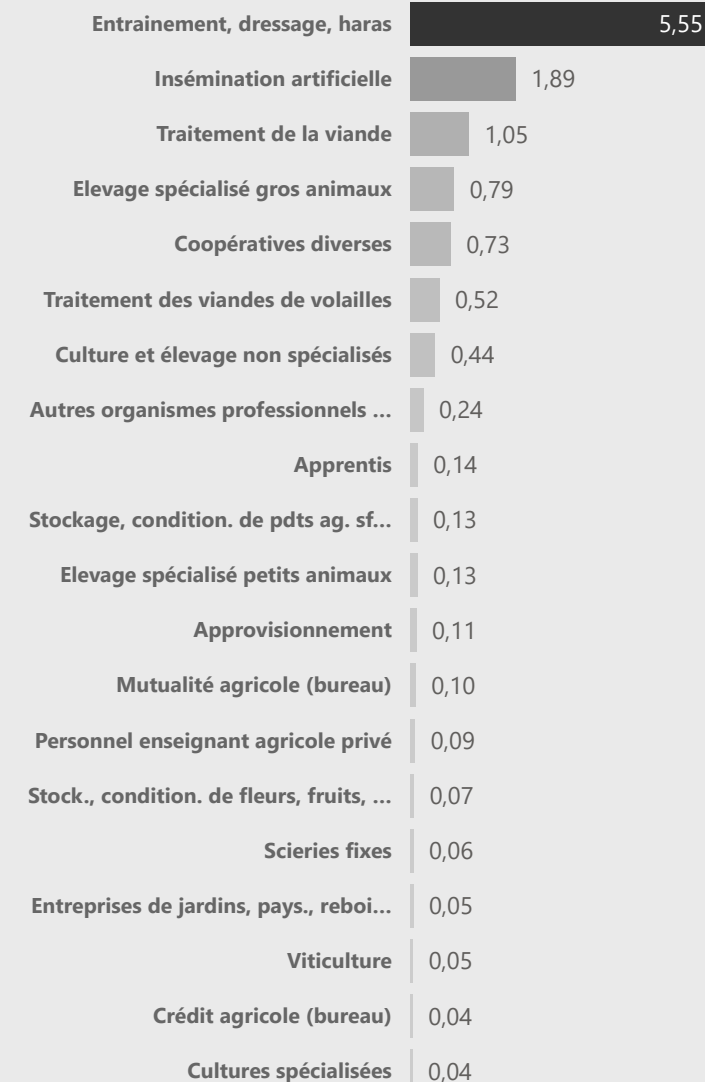 Entrainement, dressage, haras 5,55
Insémination artificielle 1,89
Traitement de la viande 1,05
Elevage spécialisé gros animaux 0,79
Coopératives diverses 0,73
Traitement des viandes de volailles 0,52
Culture et élevage non spécialisés 0,44
Autres organismes professionnels ... 0,24
Apprentis 0,14
Stockage, condition. de pdts ag. sf... 0,13
Elevage spécialisé petits animaux 0,13
Approvisionnement 0,11
Mutualité agricole (bureau) 0,10
Personnel enseignant agricole privé 0,09
Stock., condition. de fleurs, fruits, ... 0,07
Scieries fixes 0,06
Entreprises de jardins, pays., reboi... 0,05
Viticulture 0,05
Crédit agricole (bureau) 0,04
Cultures spécialisées 0,04